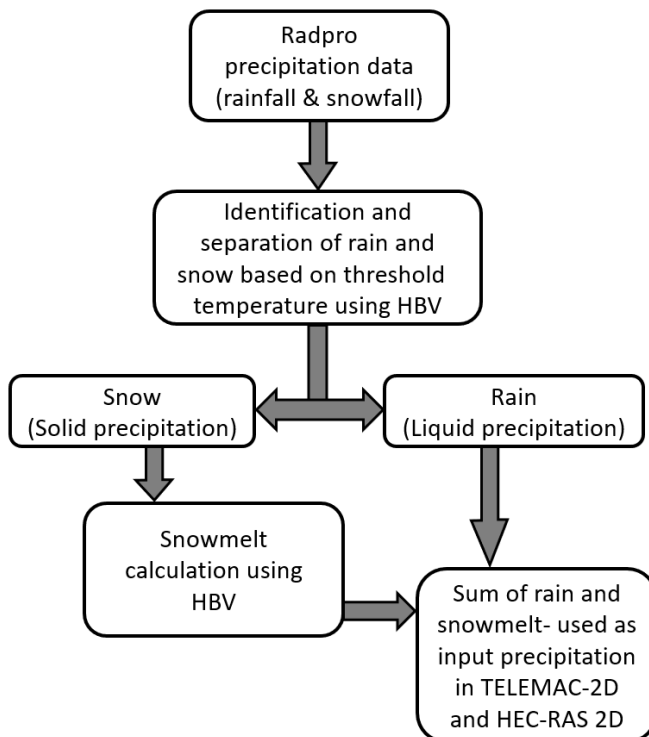 Radpro
precipitation data
(rainfall & snowfall)
Identification and
separation of rain and
snow based on threshold
temperature using HBV
Snow
(Solid precipitation)
Rain
(Liquid precipitation)
Snowmelt
calculation using
HBV
Sum of rain and
snowmelt- used as
input precipitation
in TELEMAC-2D
and HEC-RAS 2D